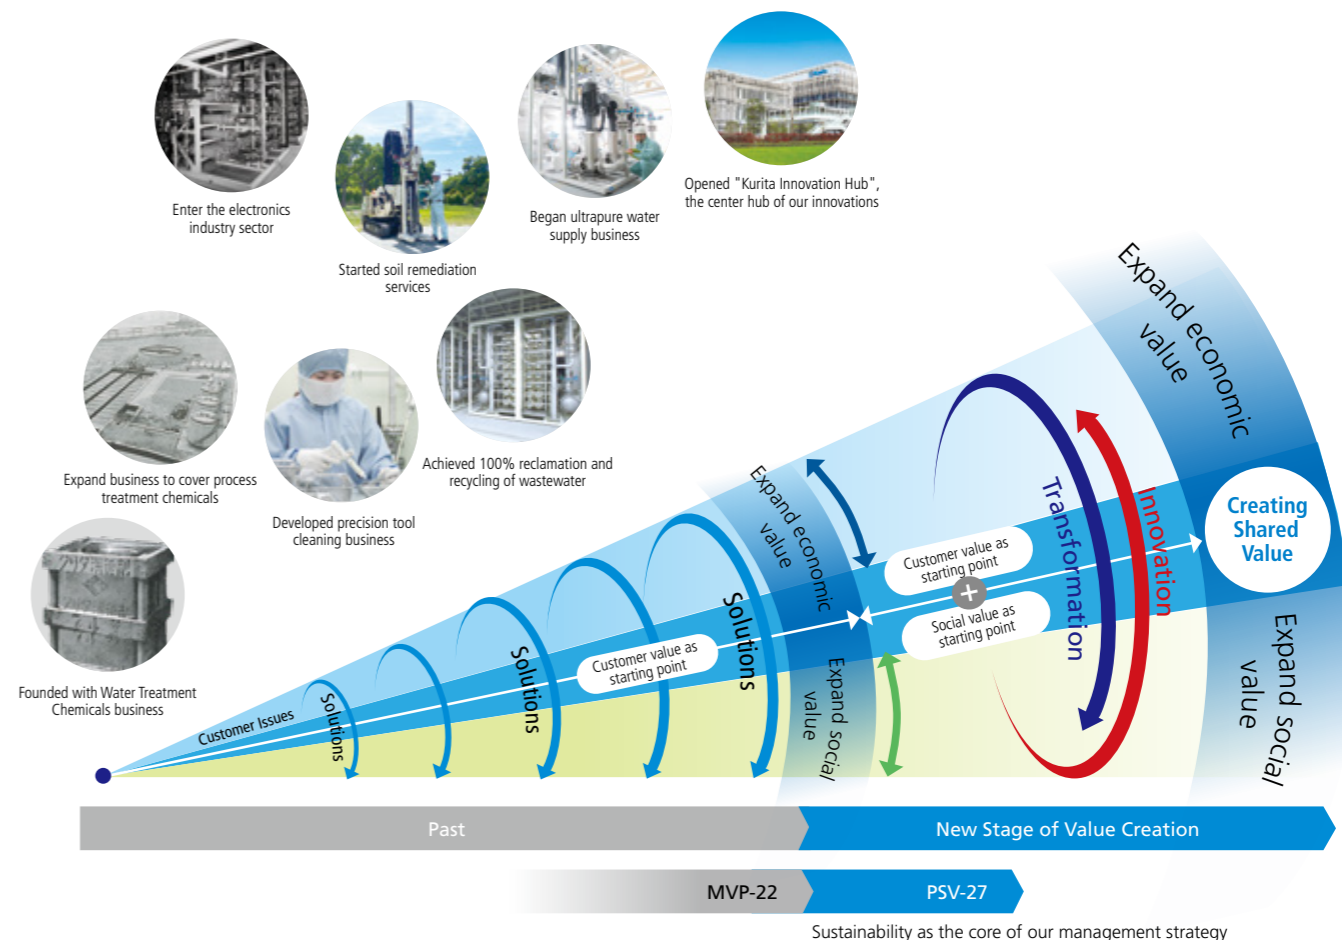 Enter the electronics
industry sector
Started soil remediation
services
Began ultrapure water
supply business
Opened "Kurita Innovation Hub",
the center hub of our innovations
Expand business to cover process
treatment chemicals
Developed precision tool
cleaning business
Achieved 100% reclamation and
recycling of wastewater
Founded with Water Treatment
Chemicals business
Customer Issues
Solutions
Solutions
Customer value as
starting point
Solutions
Expand economic
value
Expand social
value
Customer value as
starting point
+
Social value as
starting point
Transformation
Innovation
Expand economic
value
Creating
Shared
Value
Expand social
value
Past
New Stage of Value Creation
MVP-22
PSV-27
Sustainability as the core of our management strategy